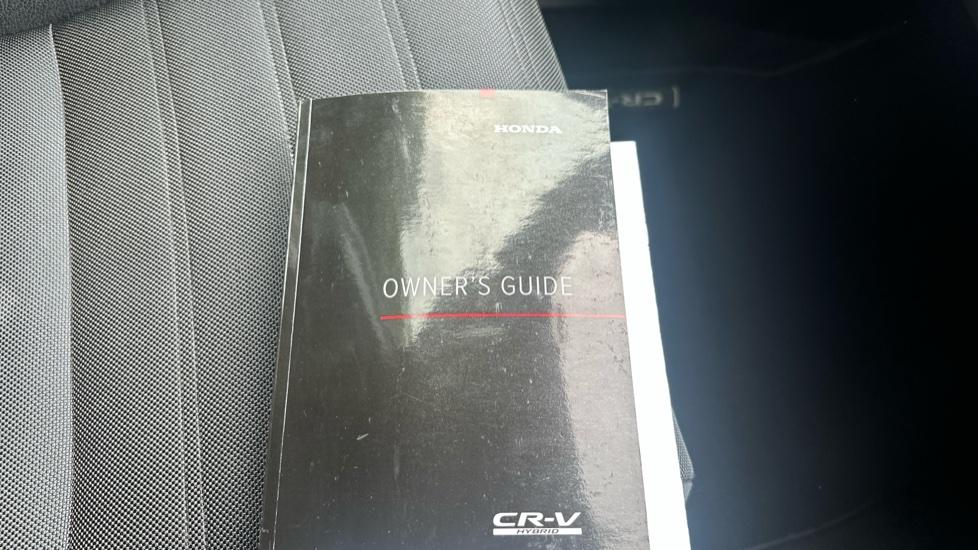 HONDA
OWNER'S GUIDE
CR-V
HYBRID